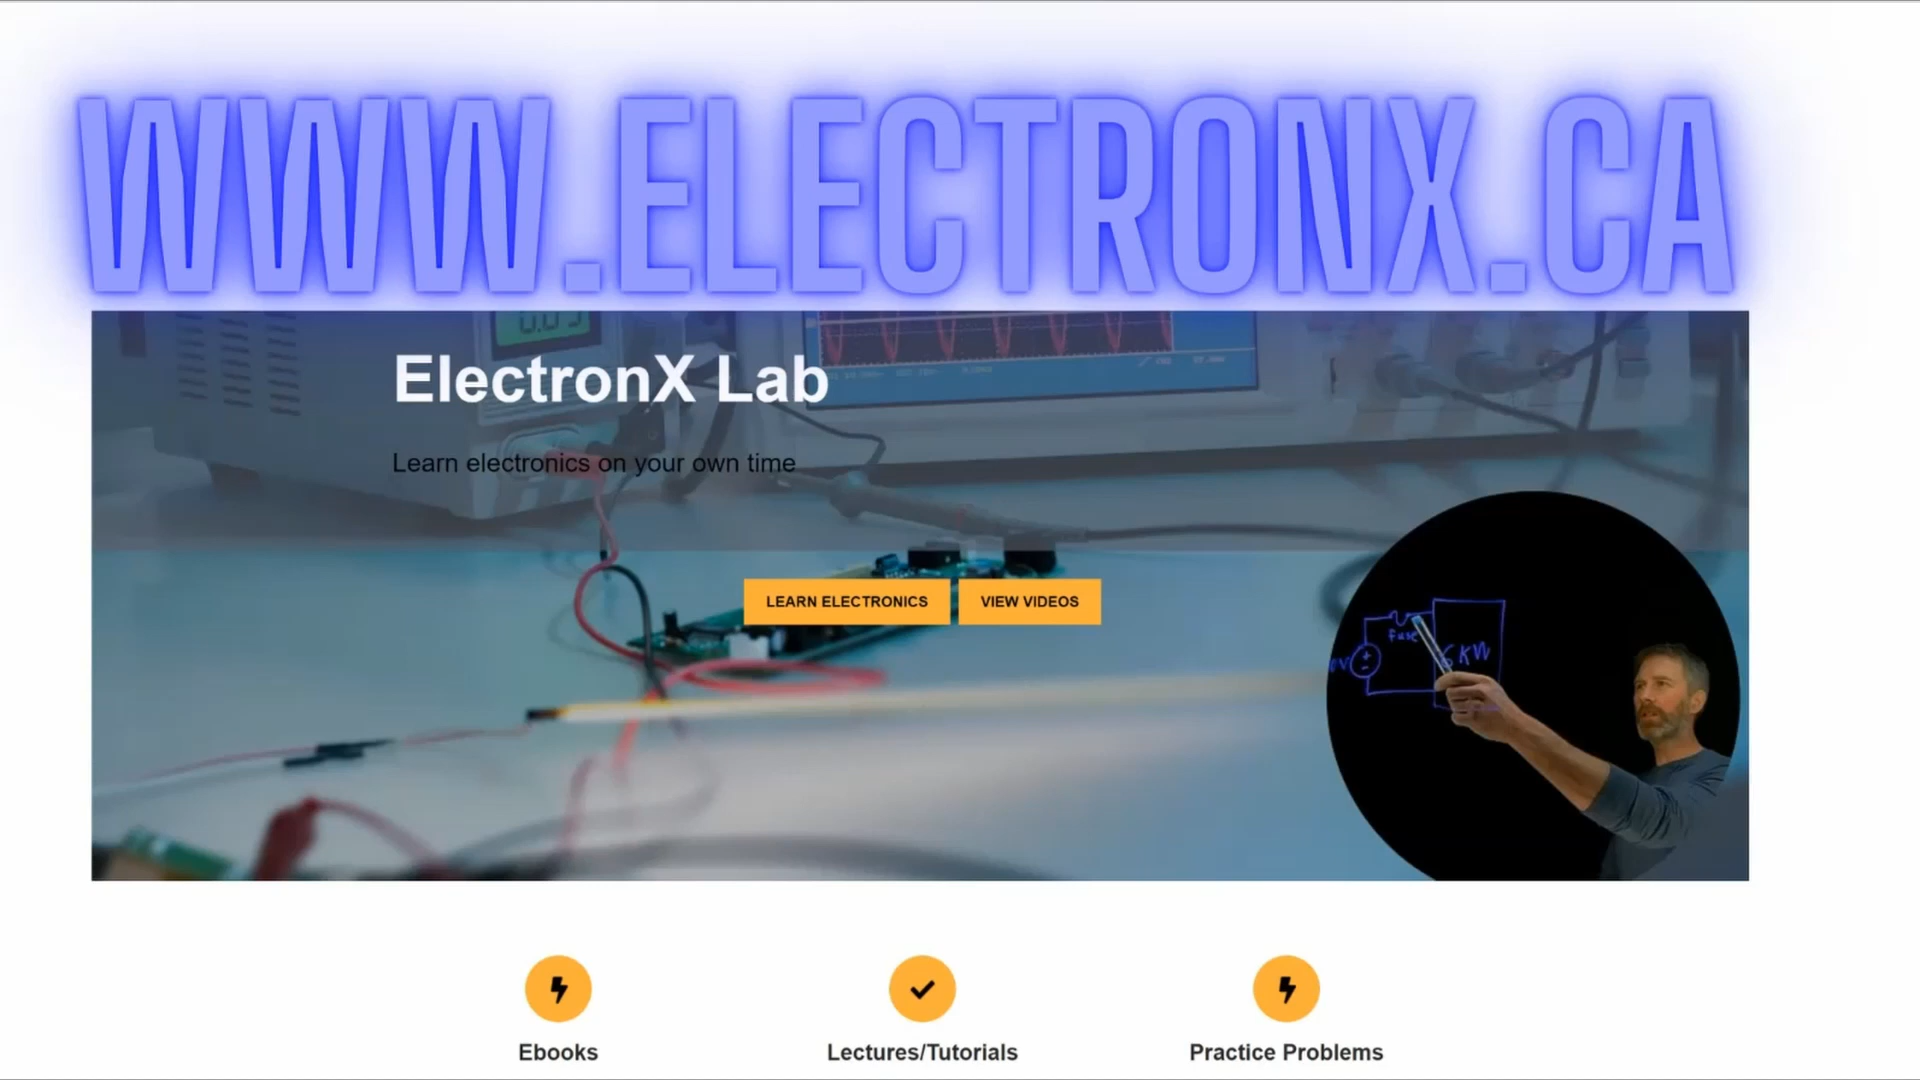 WWW.ELECTRONX.CA
ElectronX Lab
Learn electronics on your own time
LEARN ELECTRONICS
VIEW VIDEOS
fuse
6KW
Ebooks
Lectures/Tutorials
Practice Problems